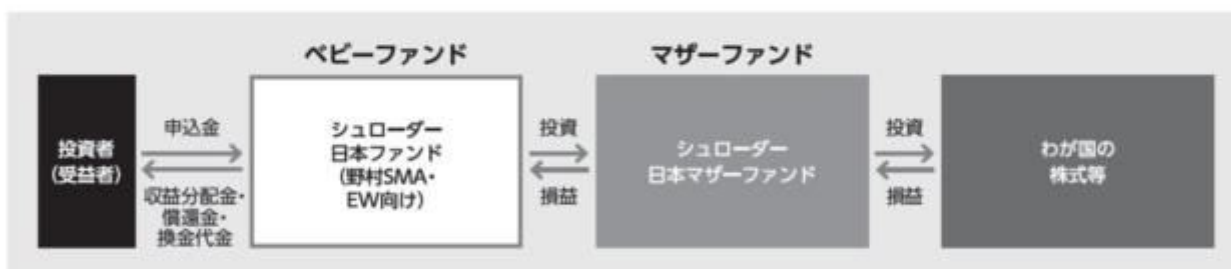 ベビーファンド
マザーファンド
投資者
(受益者)
申込金
収益分配金・
償還金・
換金代金
シュローダー
日本ファンド
(野村SMA・
EW向け)
投資
損益
シュローダー
日本マザーファンド
投資
損益
わが国の
株式等